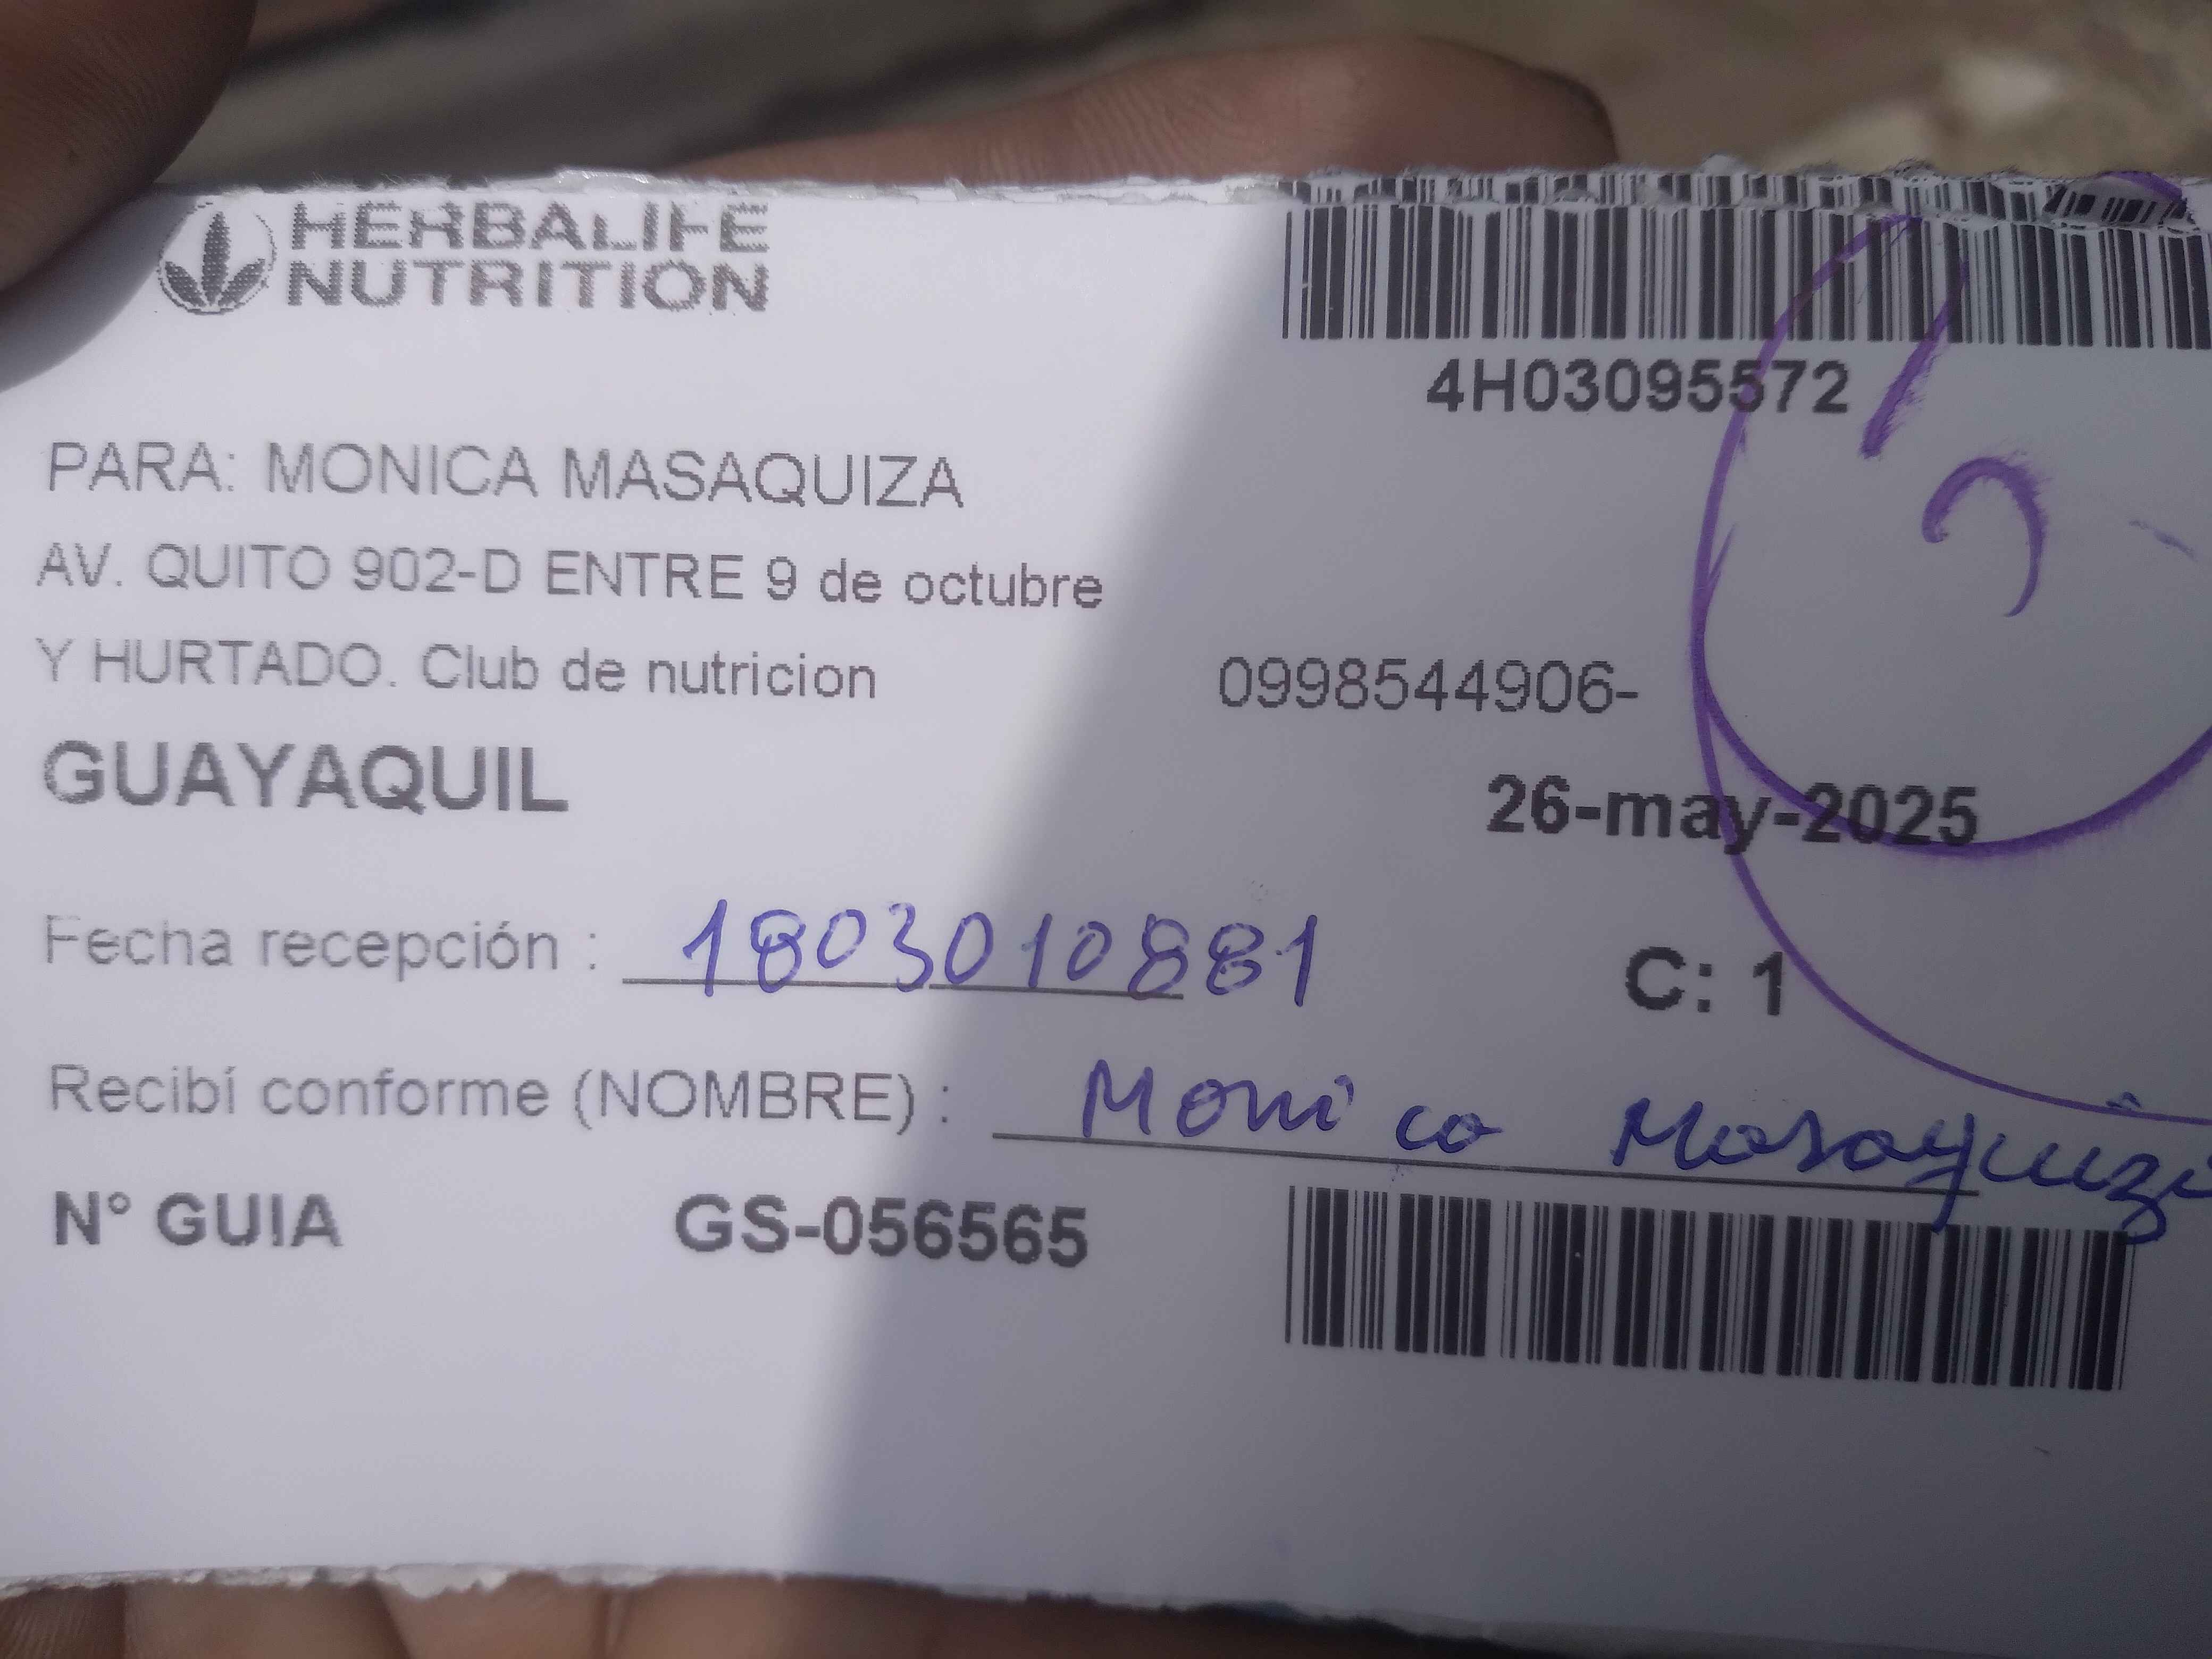 HERBALIFE
NUTRITION
4H03095572
PARA: MONICA MASAQUIZA
AV. QUITO 902-D ENTRE 9 de octubre
Y HURTADO. Club de nutricion
0998544906-
GUAYAQUIL
26-may-2025
Fecha recepción : 1803010881
C: 1
Recibí conforme (NOMBRE) : Monica Masaquiza
N° GUIA GS-056565